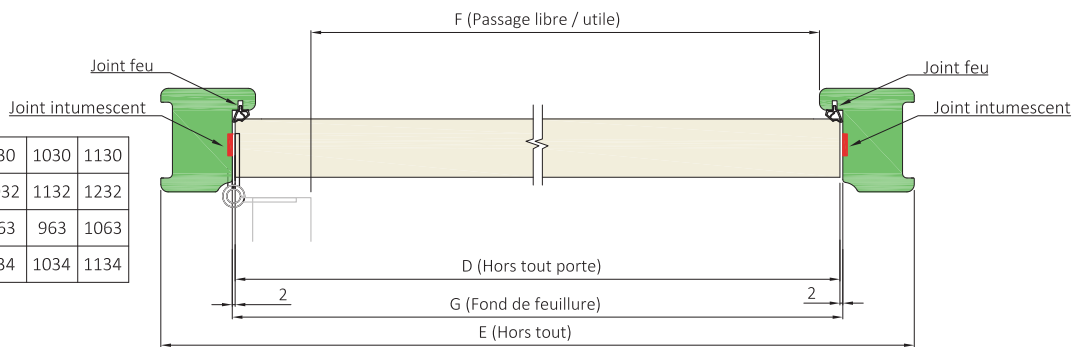 F (Passage libre / utile)
Joint feu
Joint feu
Joint intumescent
Joint intumescent
1030 1130
1132 1232
963 1063
1034 1134
D (Hors tout porte)
2
2
G (Fond de feuillure)
E (Hors tout)